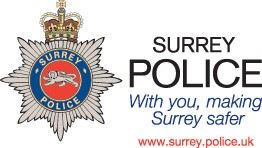 SURREY
POLICE
SURREY
POLICE
With you, making
Surrey safer
www.surrey.police.uk